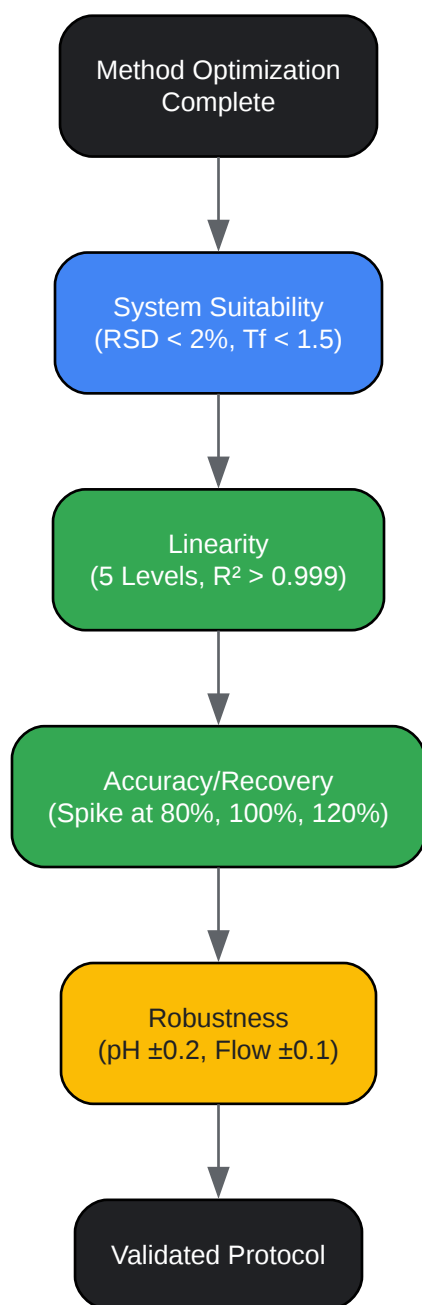 Method Optimization
Complete
System Suitability
(RSD < 2%, Tf < 1.5)
Linearity
(5 Levels, R² > 0.999)
Accuracy/Recovery
(Spike at 80%, 100%, 120%)
Robustness
(pH ±0.2, Flow ±0.1)
Validated Protocol